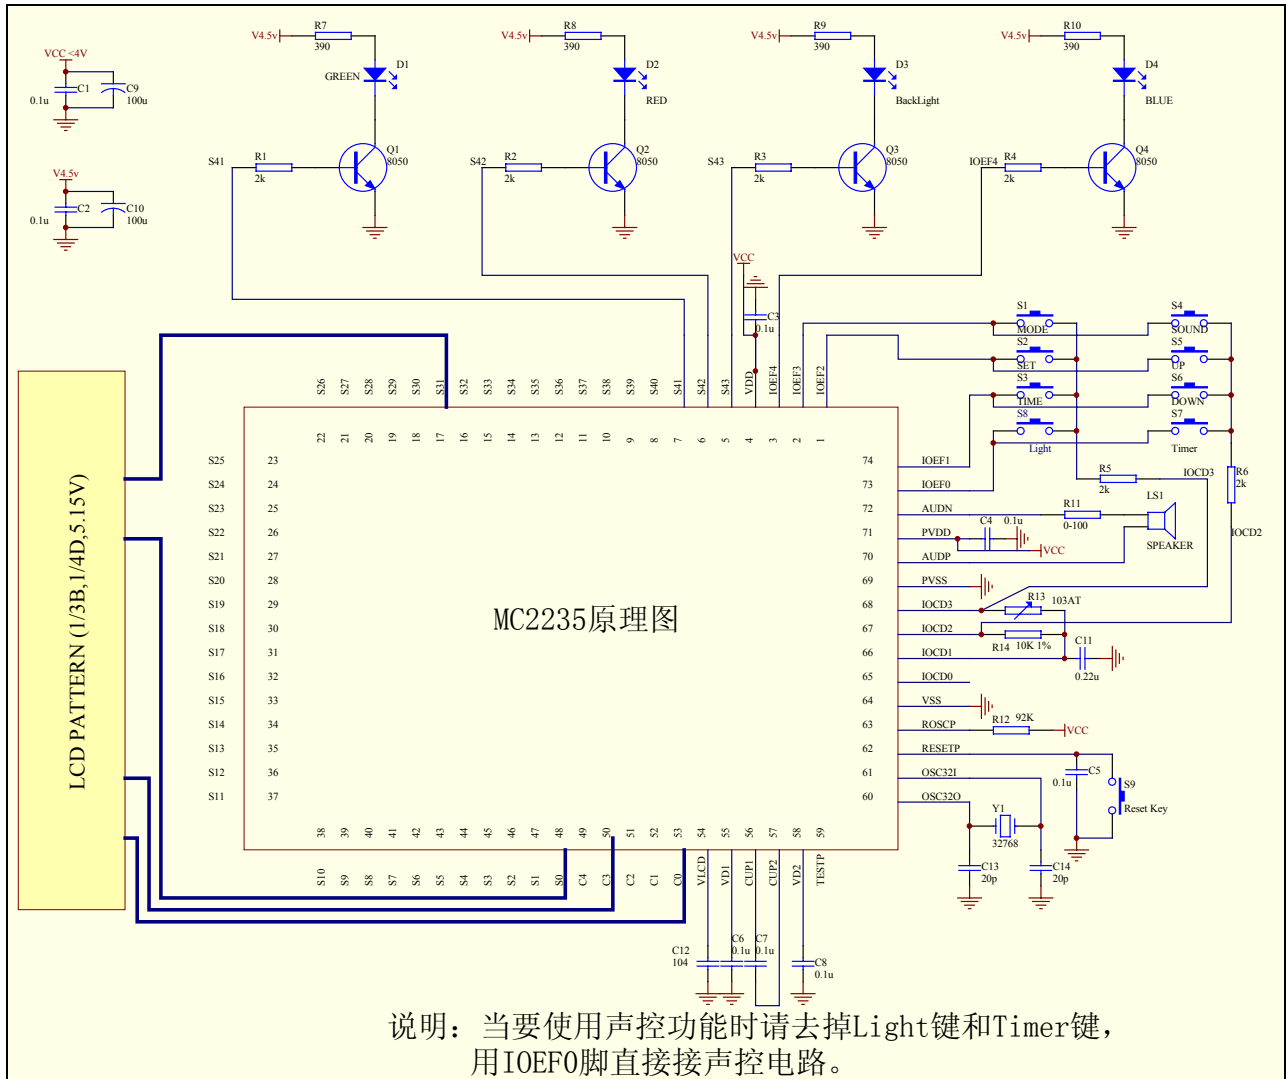 VCC <4V
C1
0.1u
C9
100u
V4.5v
C2
0.1u
C10
100u
V4.5v
R7
390
D1
GREEN
Q1
8050
S41
R1
2k
V4.5v
R8
390
D2
RED
Q2
8050
S42
R2
2k
V4.5v
R9
390
D3
BackLight
Q3
8050
S43
R3
2k
V4.5v
R10
390
D4
BLUE
Q4
8050
IOEF4
R4
2k
VCC
C3
0.1u
S1
MODE
S2
SET
S3
TIME
S8
Light
S4
SOUND
S5
UP
S6
DOWN
S7
Timer
S26 S27 S28 S29 S30 S31 S32 S33 S34 S35 S36 S37 S38 S39 S40 S41 S42 S43 VDD IOEF4 IOEF3 IOEF2
22 21 20 19 18 17 16 15 14 13 12 11 10 9 8 7 6 5 4 3 2 1
LCD PATTERN (1/3B,1/4D,5.15V)
S25 23
S24 24
S23 25
S22 26
S21 27
S20 28
S19 29
S18 30
S17 31
S16 32
S15 33
S14 34
S13 35
S12 36
S11 37
MC2235原理图
74 IOEF1
73 IOEF0
72 AUDN
71 PVDD
70 AUDP
69 PVSS
68 IOCD3
67 IOCD2
66 IOCD1
65 IOCD0
64 VSS
63 ROSCP
62 RESETP
61 OSC32I
60 OSC32O
R5
2k
IOCD3
R6
2k
IOCD2
R11
0-100
LS1
SPEAKER
C4
0.1u
VCC
R13
103AT
R14
10K 1%
C11
0.22u
R12
92K
VCC
C5
0.1u
S9
Reset Key
Y1
32768
C13
20p
C14
20p
38 39 40 41 42 43 44 45 46 47 48 49 50 51 52 53 54 55 56 57 58 59
S10 S9 S8 S7 S6 S5 S4 S3 S2 S1 S0 C4 C3 C2 C1 C0 VLCD VD1 CUP1 CUP2 VD2 TESTP
C12
104
C6
0.1u
C7
0.1u
C8
0.1u
说明：当要使用声控功能时请去掉Light键和Timer键，
用IOEF0脚直接接声控电路。